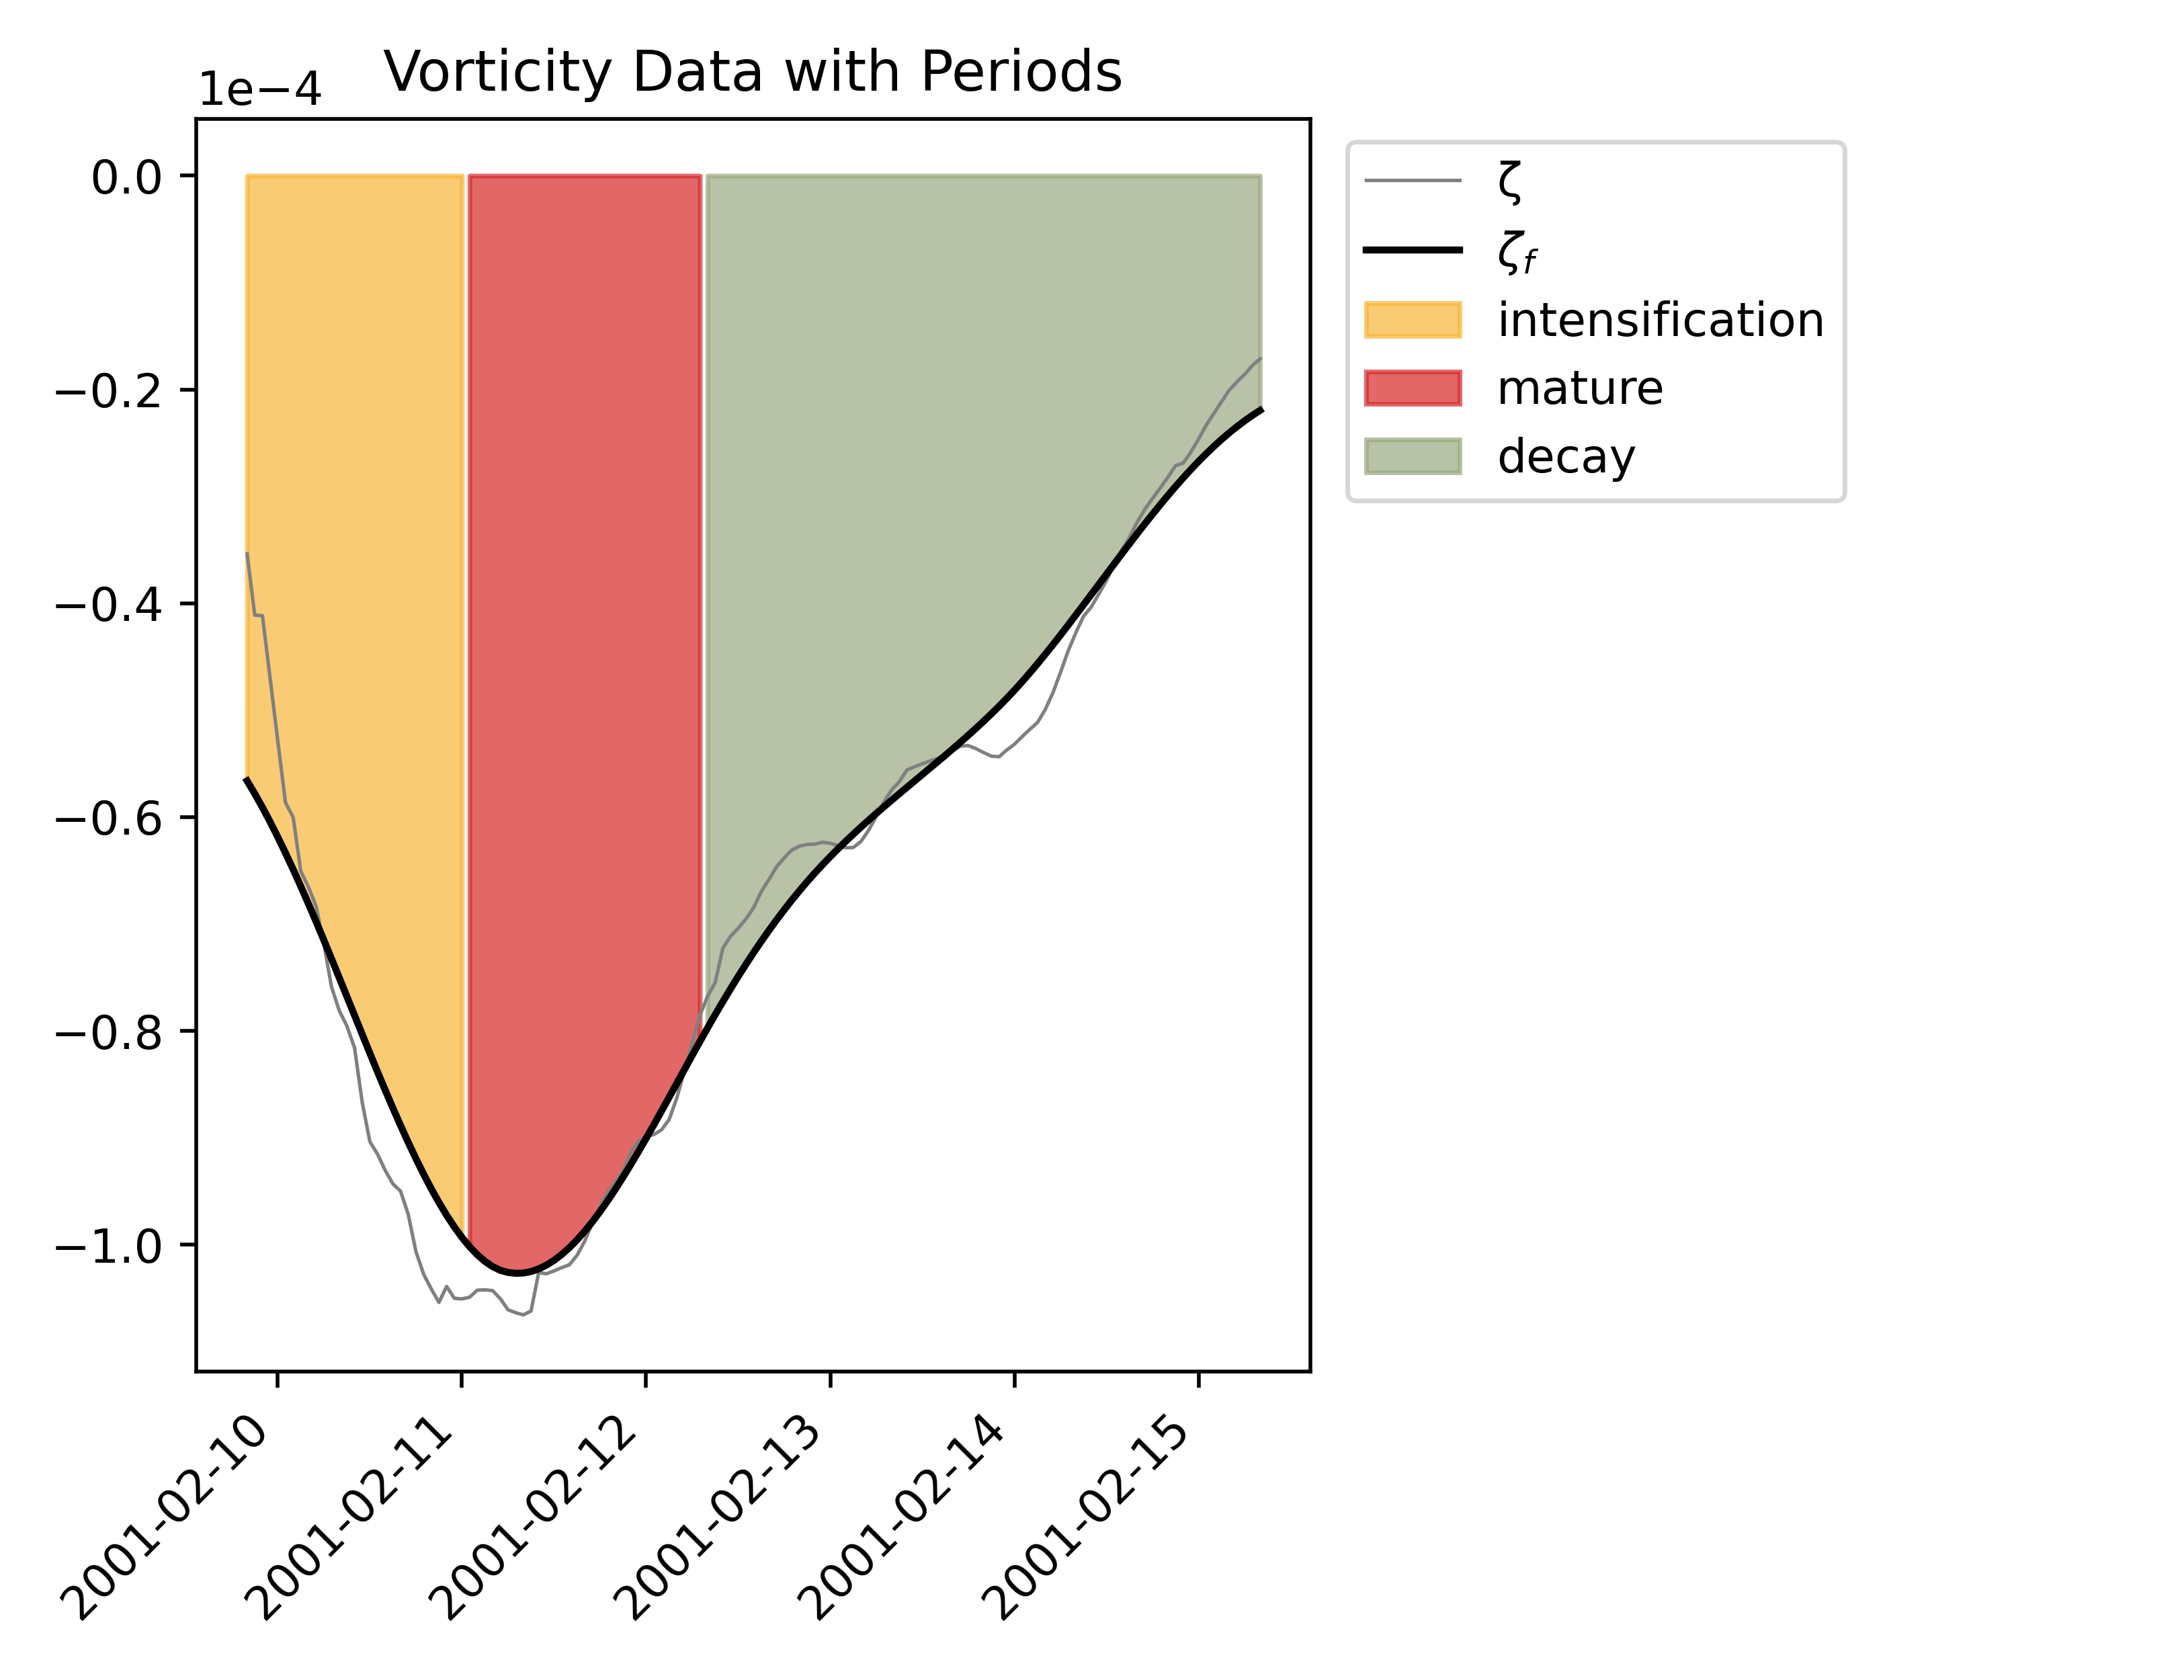 Vorticity Data with Periods
1e−4
0.0
−0.2
−0.4
−0.6
−0.8
−1.0
2001-02-10
2001-02-11
2001-02-12
2001-02-13
2001-02-14
2001-02-15
ζ
ζf
intensification
mature
decay